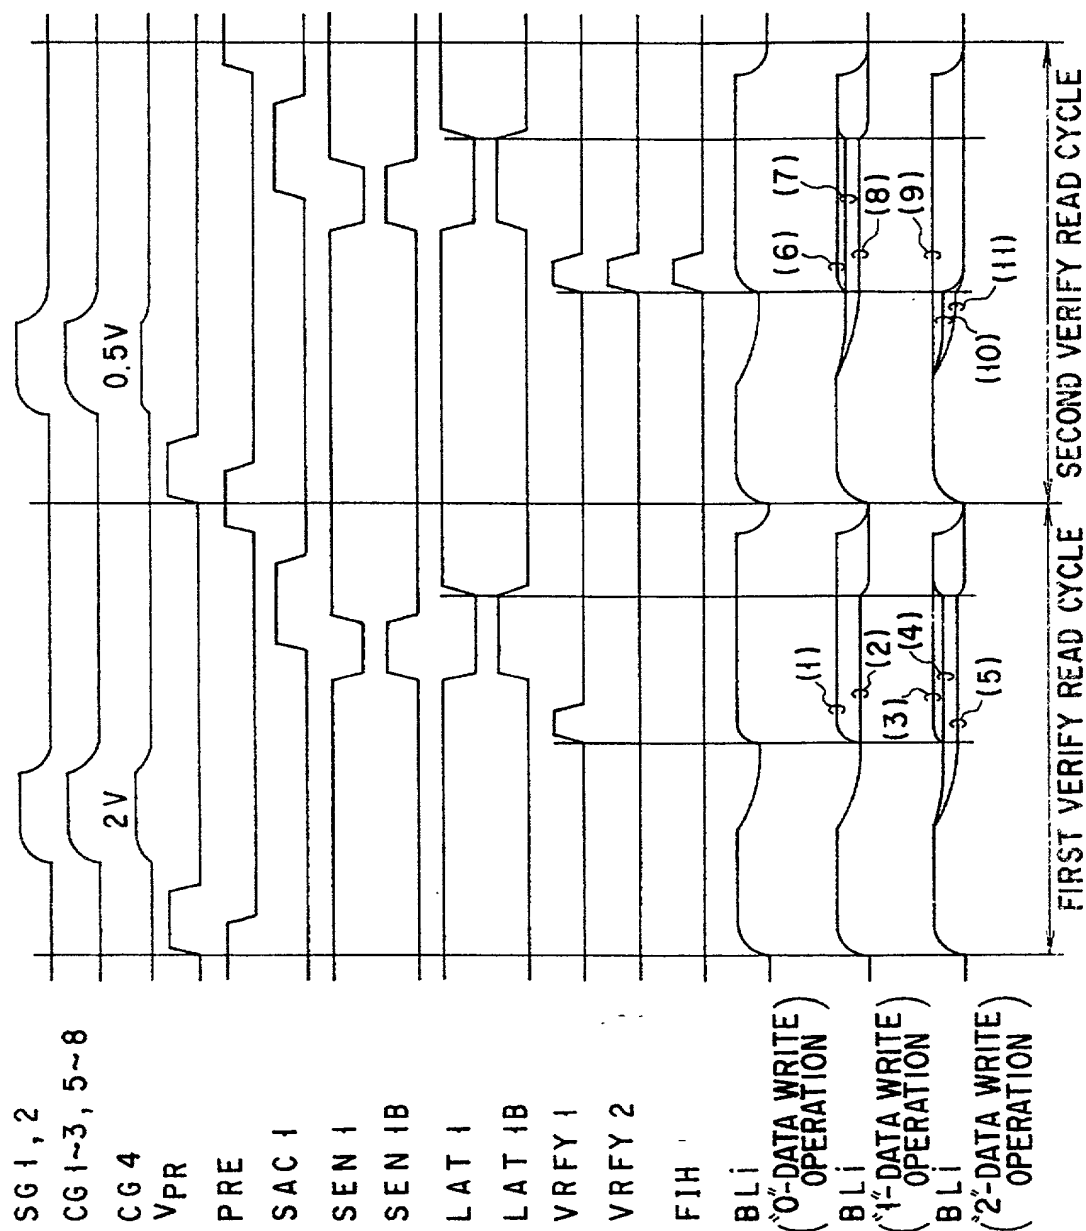 SG1,2
CG1~3, 5~8
CG4
VPR
PRE
SAC1
SEN1
SEN1B
LAT1
LAT1B
VRFY1
VRFY2
FIH
BLi
("0"-DATA WRITE
OPERATION)
BLi
("1"-DATA WRITE
OPERATION)
BLi
("2"-DATA WRITE
OPERATION)
2V
0.5V
(1)
(2)
(3)
(4)
(5)
(6)
(7)
(8)
(9)
(10)
(11)
FIRST VERIFY READ CYCLE
SECOND VERIFY READ CYCLE